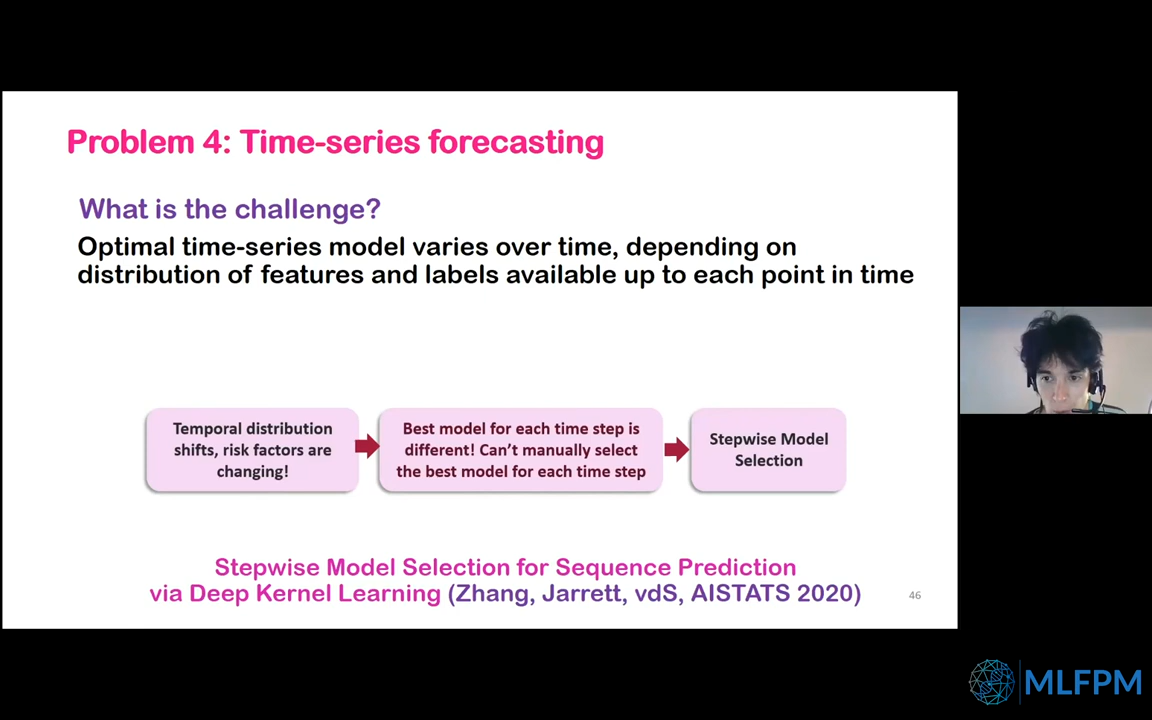 Problem 4: Time-series forecasting
What is the challenge?
Optimal time-series model varies over time, depending on
distribution of features and labels available up to each point in time
Temporal distribution
shifts, risk factors are
changing!
Best model for each time step is
different! Can't manually select
the best model for each time step
Stepwise Model
Selection
Stepwise Model Selection for Sequence Prediction
via Deep Kernel Learning (Zhang, Jarrett, vdS, AISTATS 2020)
46
MLFPM